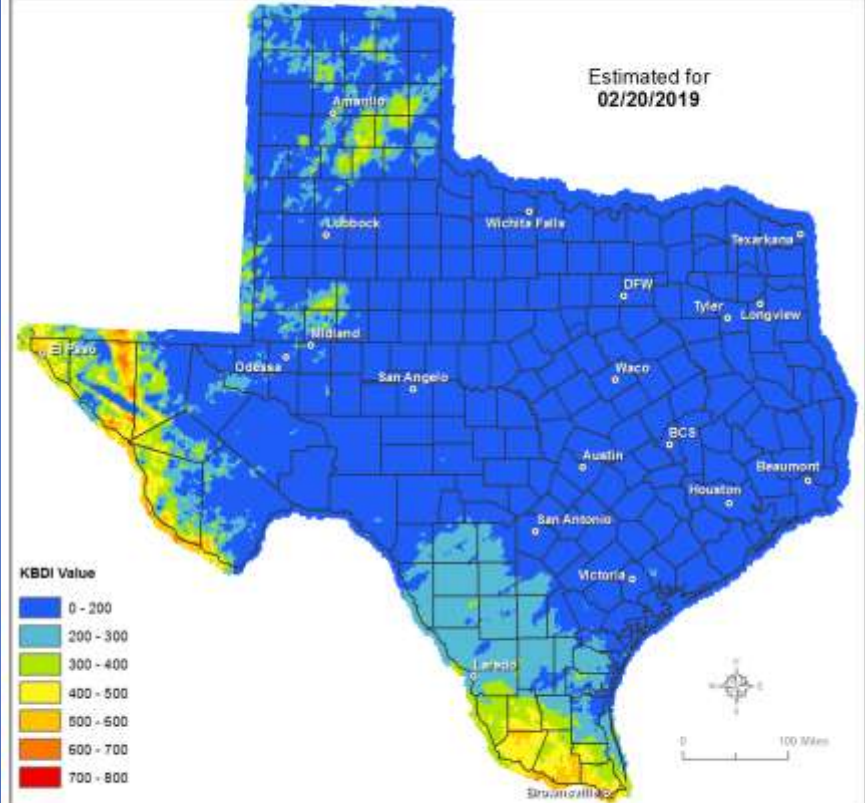 Estimated for
02/20/2019
Amarillo
Lubbock
Wichita Falls
Texarkana
DFW
Tyler
Longview
El Paso
Midland
Odessa
San Angelo
Waco
BCS
Austin
Beaumont
Houston
San Antonio
Victoria
Laredo
Brownsville
KBDI Value
0 - 200
200 - 300
300 - 400
400 - 500
500 - 600
600 - 700
700 - 800
0 100 Miles